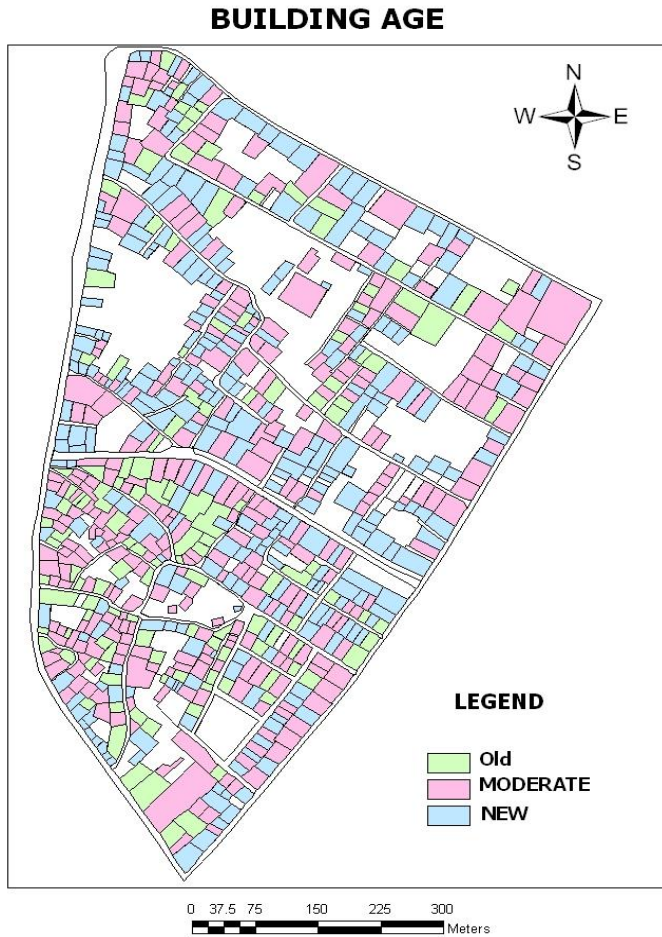 BUILDING AGE
N
W E
S
LEGEND
Old
MODERATE
NEW
0 37.5 75 150 225 300
Meters